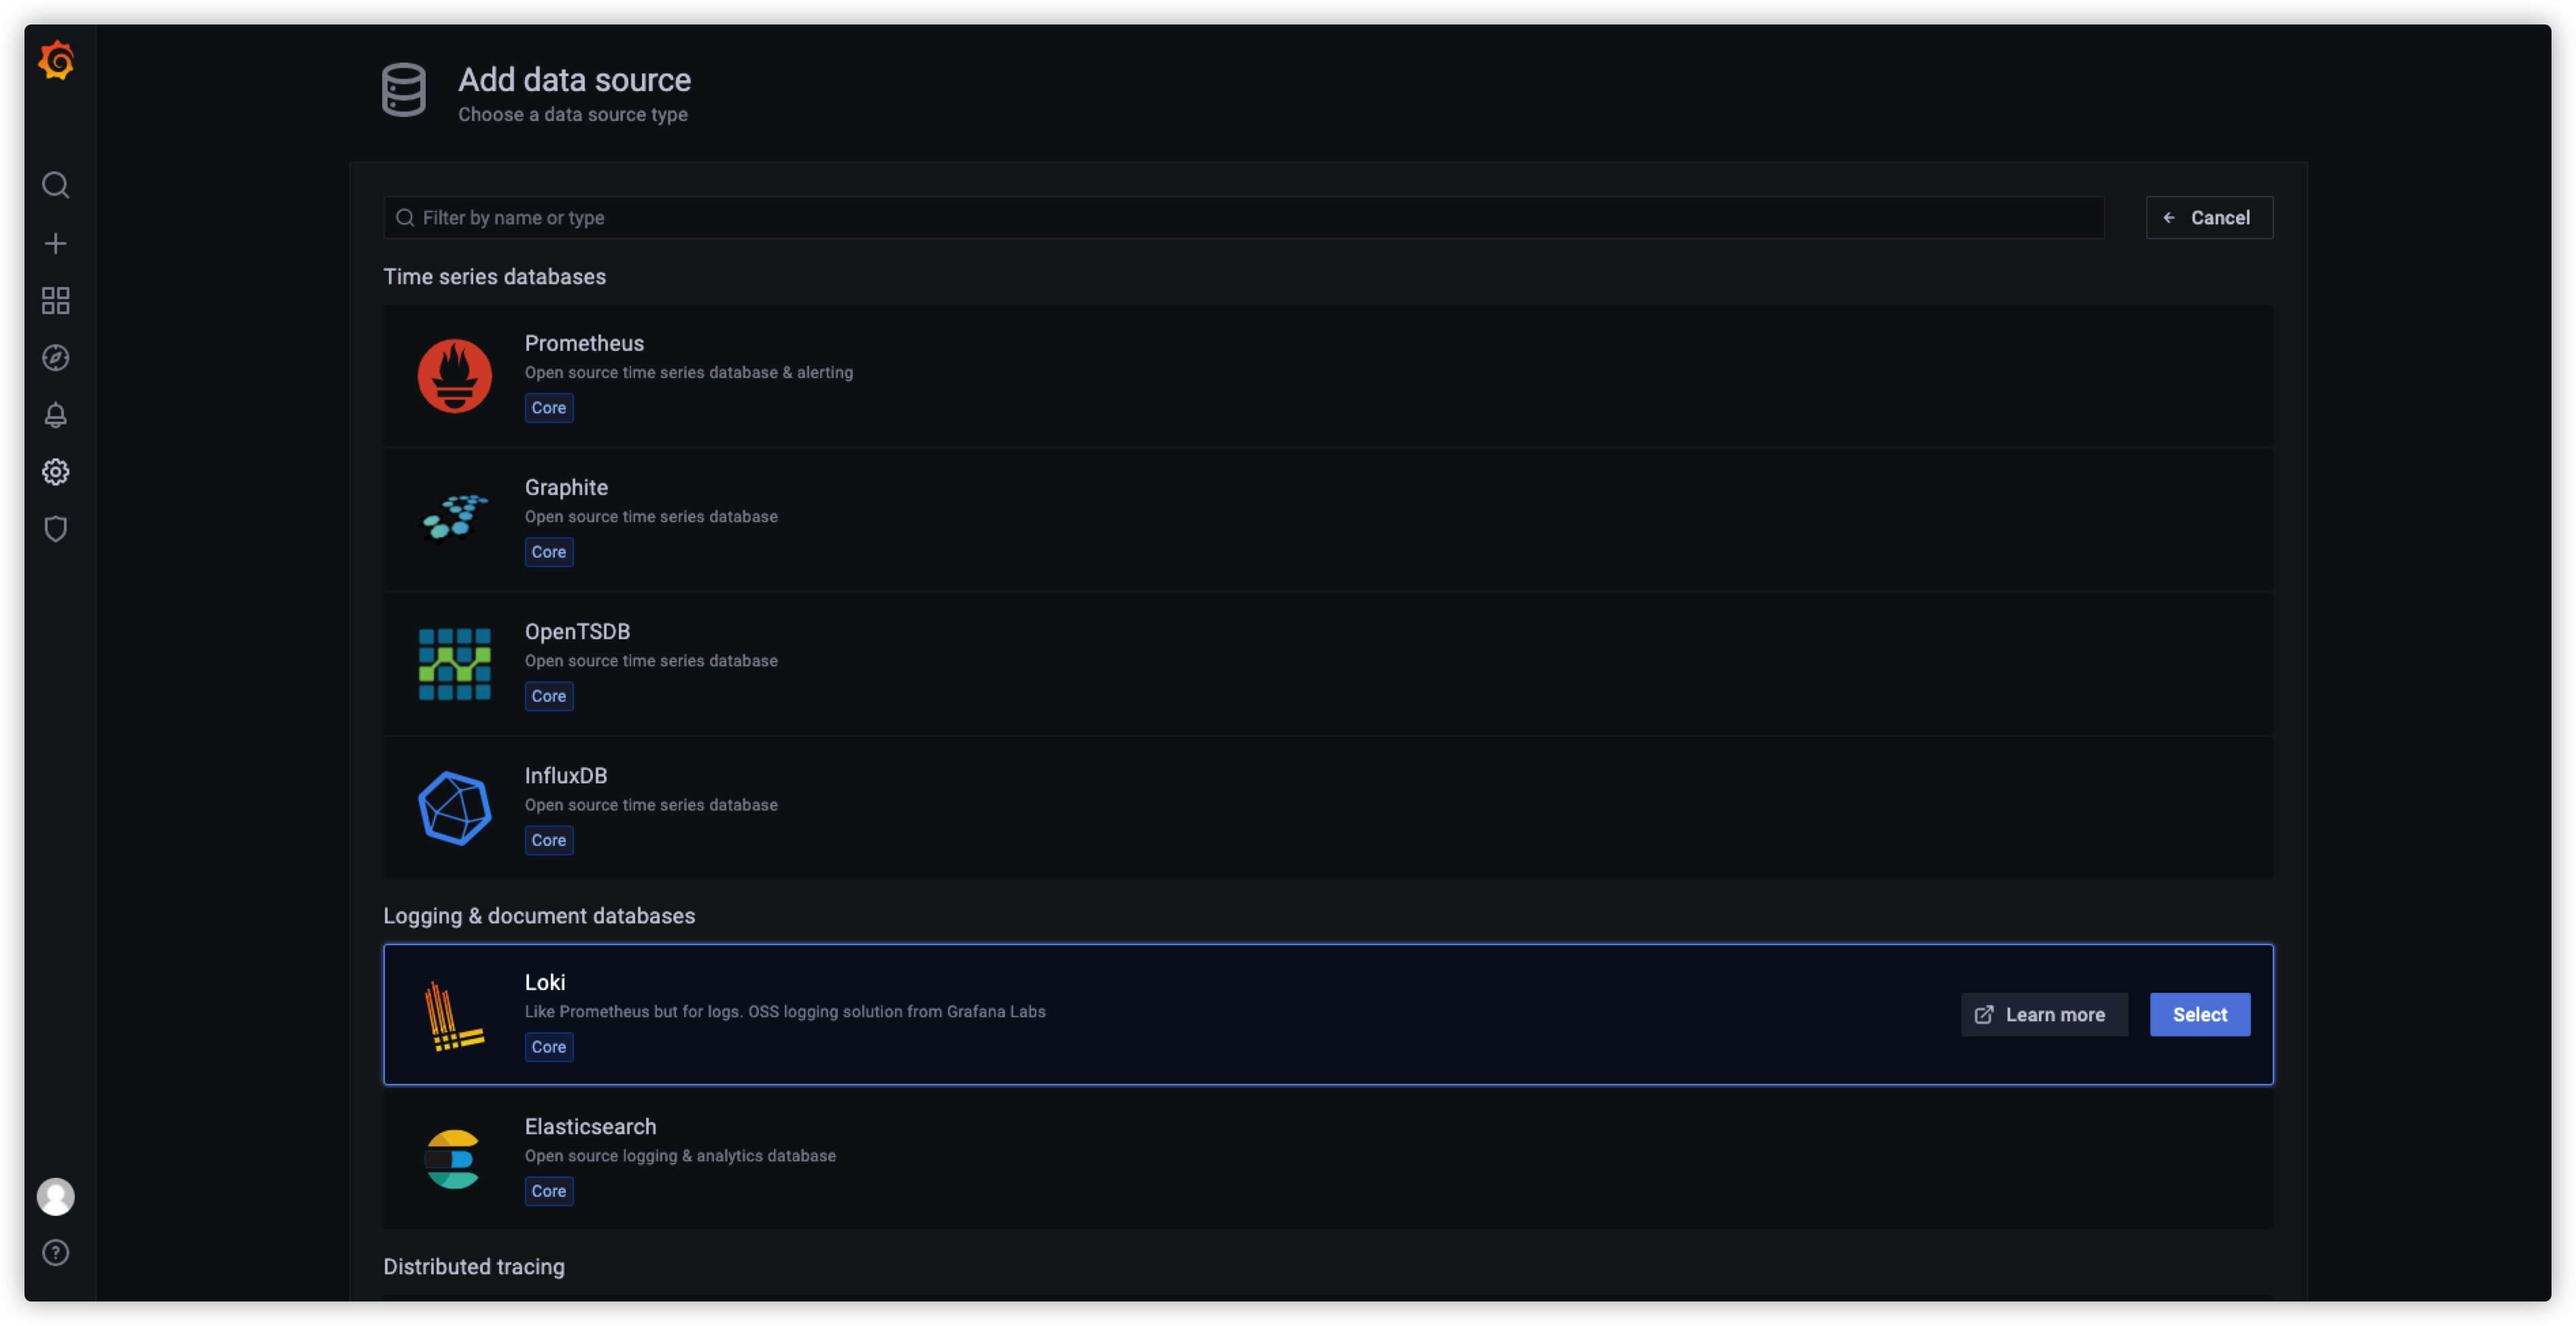 Add data source
Choose a data source type
Filter by name or type
Cancel
Time series databases
Prometheus
Open source time series database & alerting
Core
Graphite
Open source time series database
Core
OpenTSDB
Open source time series database
Core
InfluxDB
Open source time series database
Core
Logging & document databases
Loki
Like Prometheus but for logs. OSS logging solution from Grafana Labs
Core
Learn more
Select
Elasticsearch
Open source logging & analytics database
Core
Distributed tracing